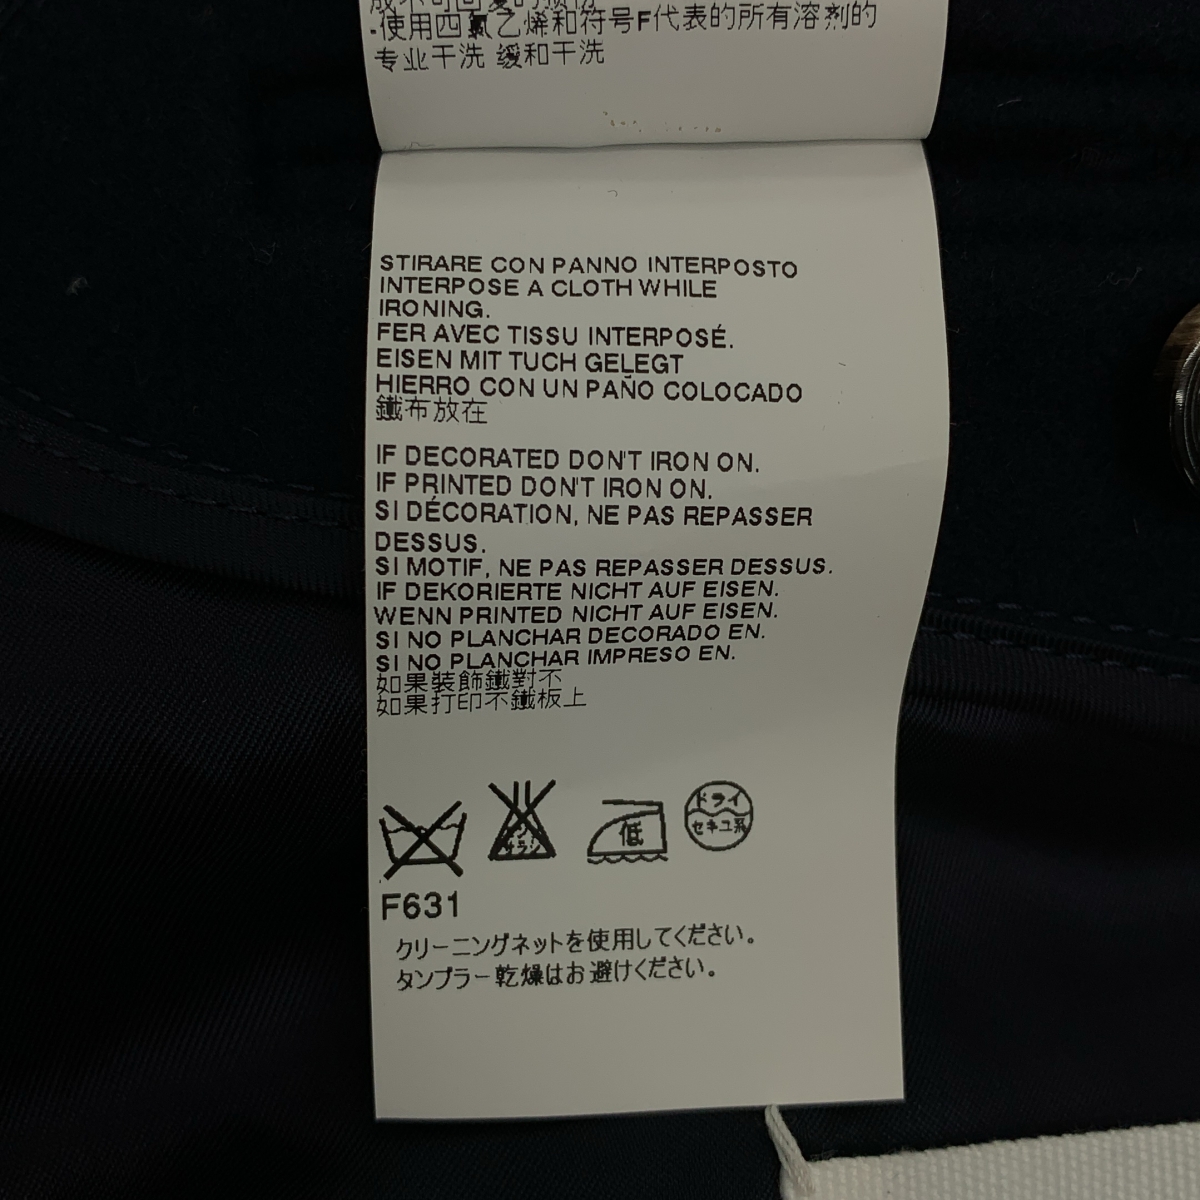 -使用四氯乙烯和符号F代表的所有溶剂的
专业干洗 缓和干洗
STIRARE CON PANNO INTERPOSTO
INTERPOSE A CLOTH WHILE
IRONING.
FER AVEC TISSU INTERPOSÉ.
EISEN MIT TUCH GELEGT
HIERRO CON UN PAÑO COLOCADO
鐵布放在
IF DECORATED DON'T IRON ON.
IF PRINTED DON'T IRON ON.
SI DÉCORATION, NE PAS REPASSER
DESSUS.
SI MOTIF, NE PAS REPASSER DESSUS.
IF DEKORIERTE NICHT AUF EISEN.
WENN PRINTED NICHT AUF EISEN.
SI NO PLANCHAR DECORADO EN.
SI NO PLANCHAR IMPRESO EN.
如果裝飾鐵對不
如果打印不鐵板上
低
ドライ
セキユ系
F631
クリーニングネットを使用してください。
タンプラー乾燥はお避けください。